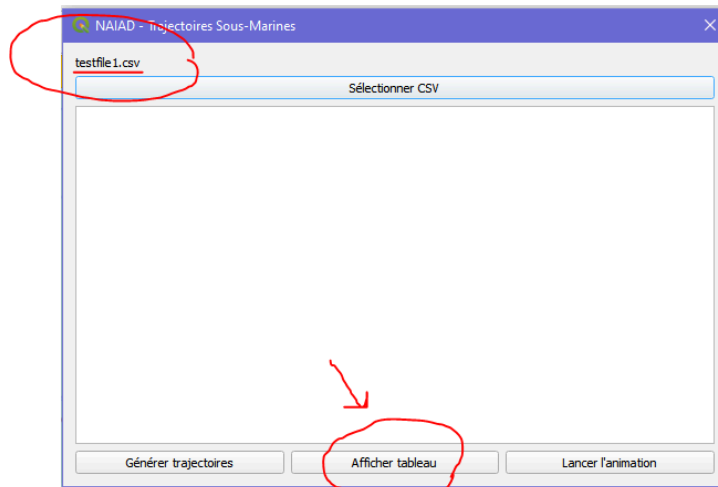 NAIAD - Trajectoires Sous-Marines
testfile1.csv
Sélectionner CSV
Générer trajectoires Afficher tableau Lancer l'animation